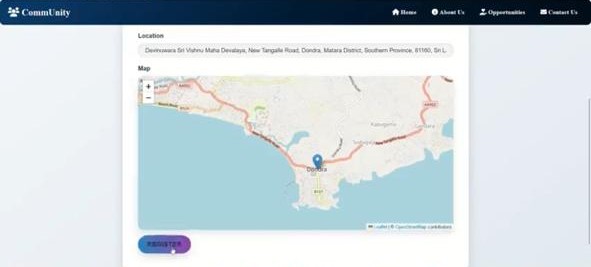 CommUnity
Home
About Us
Opportunities
Contact Us
Location
Devinuwara Sri Vishnu Maha Devalaya, New Tangalle Road, Dondra, Matara District, Southern Province, 81160, Sri L
Map
+
−
Dondra
Leaflet | © OpenStreetMap contributors
REGISTER